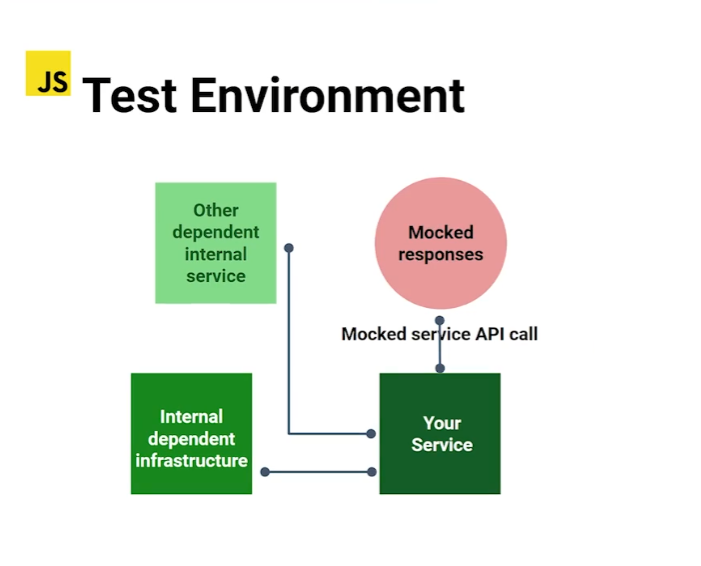 JS
Test Environment
Other
dependent
internal
service
Mocked
responses
Mocked service API call
Internal
dependent
infrastructure
Your
Service